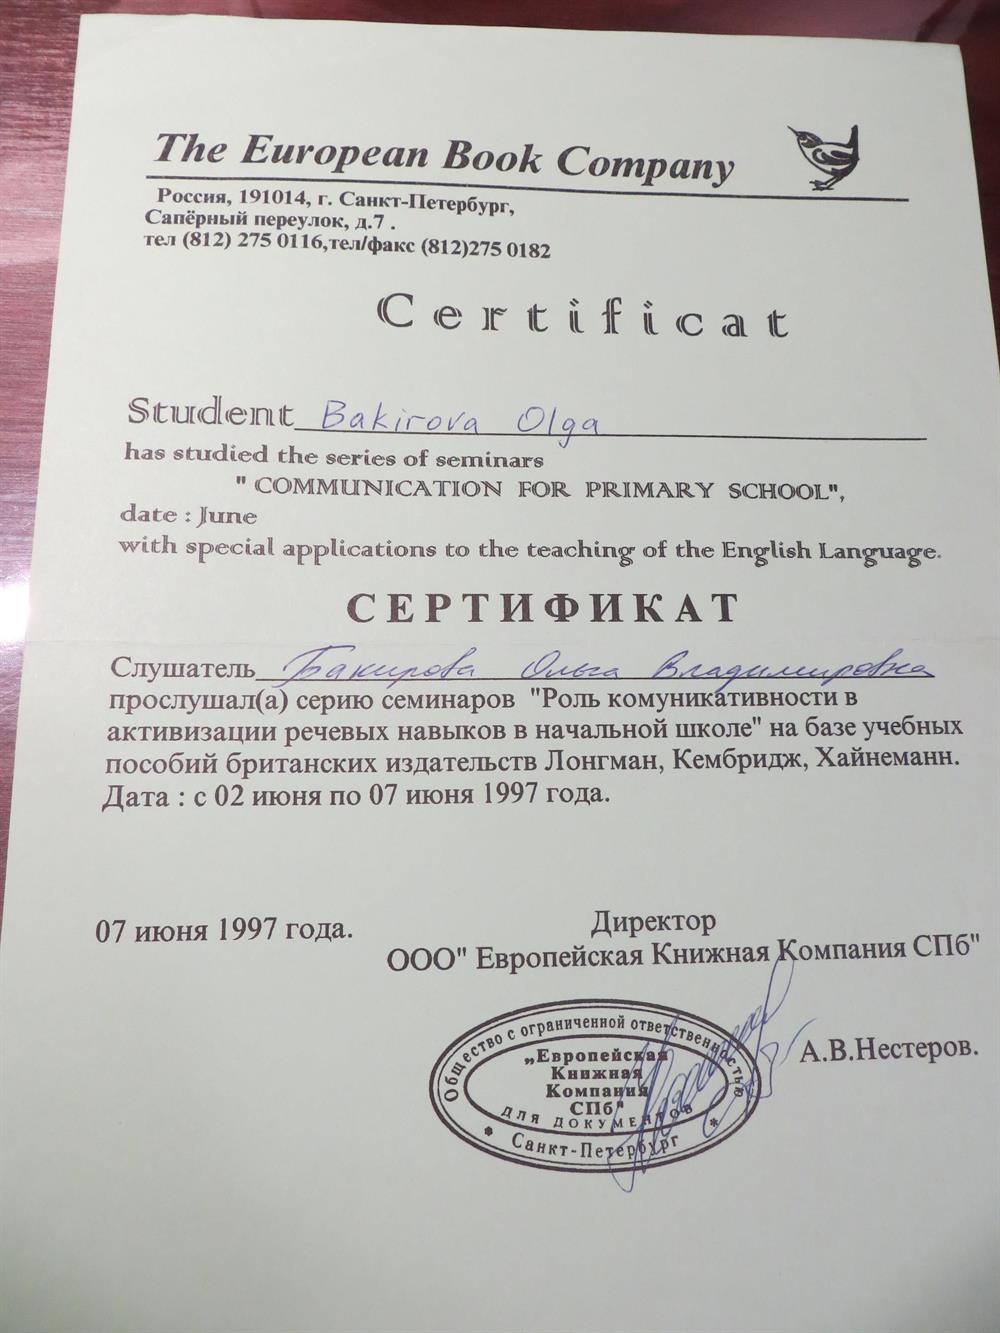 The European Book Company
Россия, 191014, г. Санкт-Петербург,
Сапёрный переулок, д.7 .
тел (812) 275 0116,тел/факс (812)275 0182
Certificat
Student Bakirova Olga
has studied the series of seminars
" COMMUNICATION FOR PRIMARY SCHOOL",
date : June
with special applications to the teaching of the English Language.
СЕРТИФИКАТ
Слушатель Бакирова Ольга Владимировна
прослушал(а) серию семинаров "Роль комуникативности в
активизации речевых навыков в начальной школе" на базе учебных
пособий британских издательств Лонгман, Кембридж, Хайнеманн.
Дата : с 02 июня по 07 июня 1997 года.
07 июня 1997 года.
Директор
ООО" Европейская Книжная Компания СПб"
А.В.Нестеров.
Общество с ограниченной ответственностью
„Европейская
Книжная
Компания
СПб"
ДЛЯ ДОКУМЕНТОВ
* Санкт-Петербург *